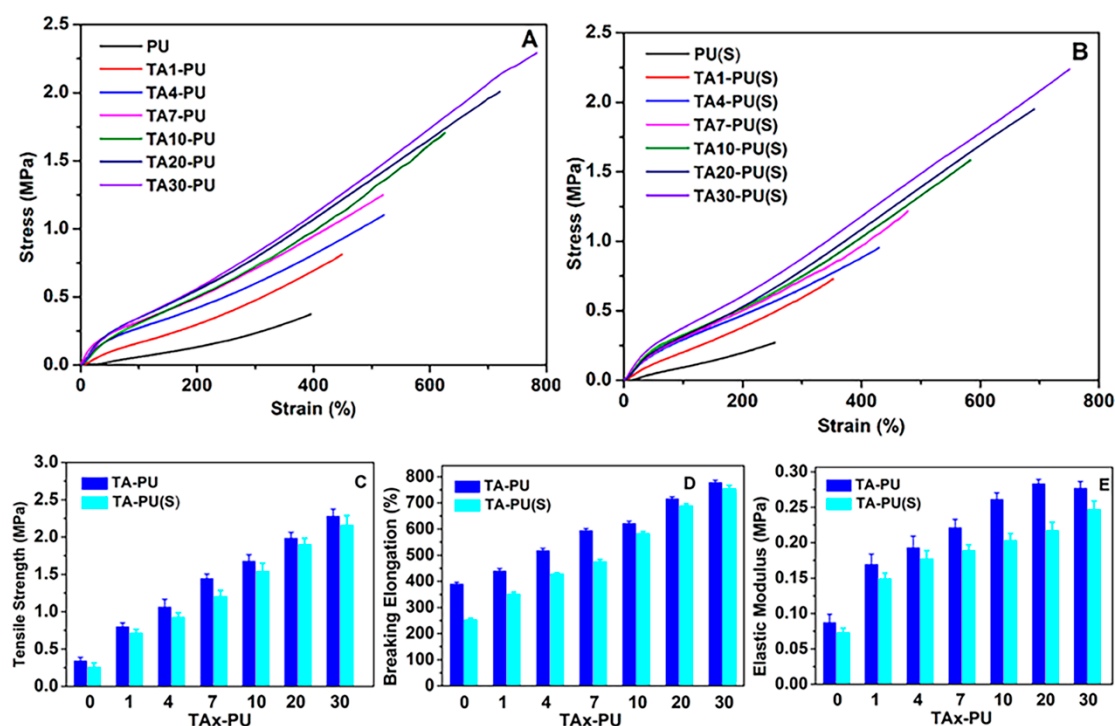 A
PU
TA1-PU
TA4-PU
TA7-PU
TA10-PU
TA20-PU
TA30-PU
2.5
2.0
1.5
1.0
0.5
0.0
Stress (MPa)
0 200 400 600 800
Strain (%)
B
PU(S)
TA1-PU(S)
TA4-PU(S)
TA7-PU(S)
TA10-PU(S)
TA20-PU(S)
TA30-PU(S)
2.5
2.0
1.5
1.0
0.5
0.0
Stress (MPa)
0 200 400 600 800
Strain (%)
C
TA-PU
TA-PU(S)
3.0
2.5
2.0
1.5
1.0
0.5
0.0
Tensile Strength (MPa)
0 1 4 7 10 20 30
TAx-PU
D
TA-PU
TA-PU(S)
800
700
600
500
400
300
200
100
0
Breaking Elongation (%)
0 1 4 7 10 20 30
TAx-PU
E
TA-PU
TA-PU(S)
0.30
0.25
0.20
0.15
0.10
0.05
0.00
Elastic Modulus (MPa)
0 1 4 7 10 20 30
TAx-PU